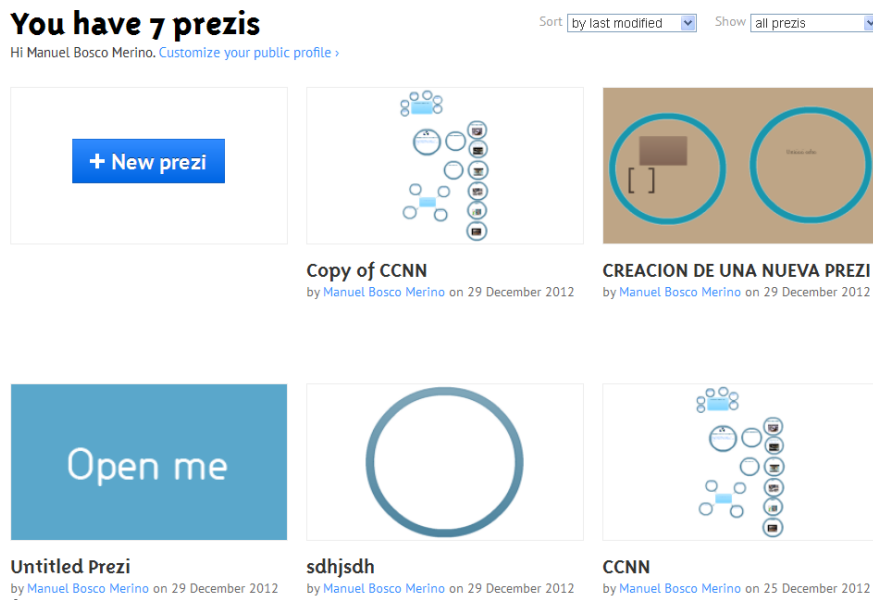 You have 7 prezis
Sort by last modified Show all prezis
Hi Manuel Bosco Merino. Customize your public profile ›
+ New prezi
Copy of CCNN
by Manuel Bosco Merino on 29 December 2012
CREACION DE UNA NUEVA PREZI
by Manuel Bosco Merino on 29 December 2012
Open me
Untitled Prezi
by Manuel Bosco Merino on 29 December 2012
sdhjsdh
by Manuel Bosco Merino on 29 December 2012
CCNN
by Manuel Bosco Merino on 25 December 2012